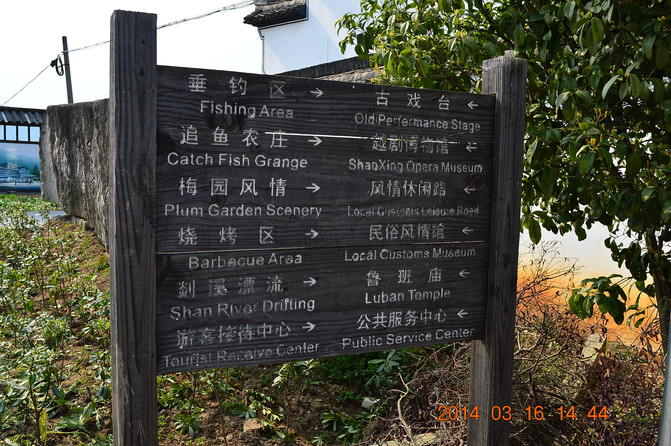 垂钓区 →
Fishing Area
追鱼农庄 →
Catch Fish Grange
梅园风情 →
Plum Garden Scenery
烧烤区 →
Barbecue Area
剡溪漂流 →
Shan River Drifting
游客接待中心 →
Tourist Receive Center
古戏台 ←
Old Performance Stage
越剧博物馆 ←
ShaoXing Opera Museum
风情休闲路 ←
Local Customs Leisure Road
民俗风情馆 ←
Local Customs Museum
鲁班庙 ←
Luban Temple
公共服务中心 ←
Public Service Center
2014 03 16 14 44